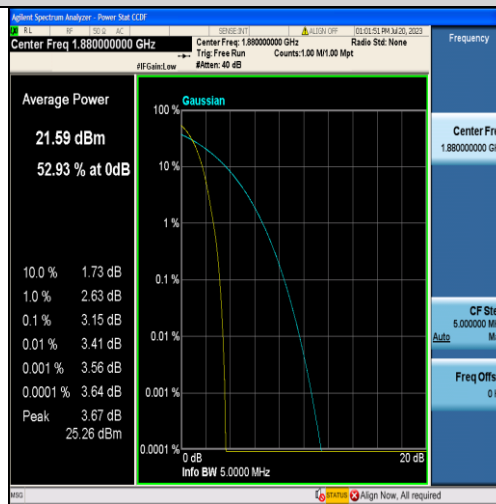 Agilent Spectrum Analyzer - Power Stat CCDF
RL RF 50 Ω AC SENSE:INT ALIGN OFF 01:01:51 PM Jul 20, 2023
Center Freq 1.880000000 GHz
Center Freq: 1.880000000 GHz Radio Std: None
Trig: Free Run Counts:1.00 M/1.00 Mpt
#IFGain:Low #Atten: 40 dB
Frequency
Average Power
21.59 dBm
52.93 % at 0dB
10.0 % 1.73 dB
1.0 % 2.63 dB
0.1 % 3.15 dB
0.01 % 3.41 dB
0.001 % 3.56 dB
0.0001 % 3.64 dB
Peak 3.67 dB
25.26 dBm
Gaussian
100 %
10 %
1 %
0.1 %
0.01 %
0.001 %
0.0001 %
0 dB 20 dB
Info BW 5.0000 MHz
Center Fre
1.880000000 G
CF Ste
5.000000 M
Auto M
Freq Offs
0 H
MSG
STATUS Align Now, All required